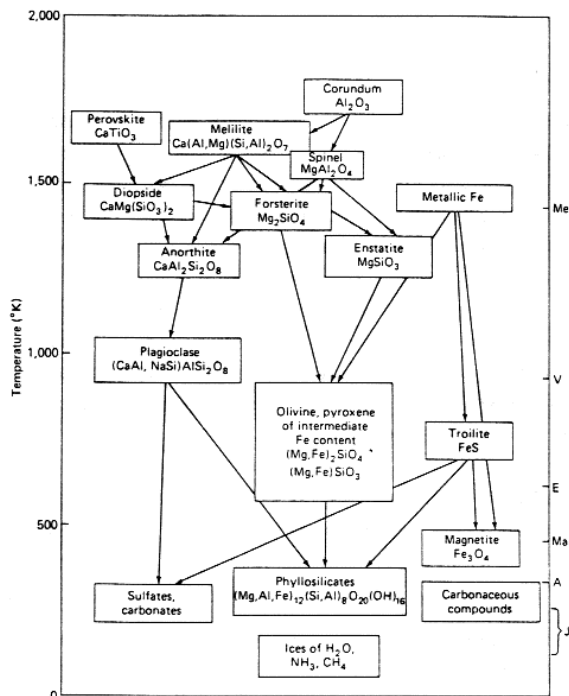 2,000
Corundum
Al₂O₃
Perovskite
CaTiO₃
Melilite
Ca(Al,Mg)(Si,Al)₂O₇
Spinel
MgAl₂O₄
1,500
Diopside
CaMg(SiO₃)₂
Forsterite
Mg₂SiO₄
Metallic Fe
Me
Anorthite
CaAl₂Si₂O₈
Enstatite
MgSiO₃
Temperature (°K)
1,000
Plagioclase
(CaAl, NaSi)AlSi₂O₈
V
Olivine, pyroxene
of intermediate
Fe content
(Mg,Fe)₂SiO₄
(Mg,Fe)SiO₃
Troilite
FeS
E
500
Magnetite
Fe₃O₄
Ma
Sulfates,
carbonates
Phyllosilicates
(Mg,Al,Fe)₁₂(Si,Al)₈O₂₀(OH)₁₆
Carbonaceous
compounds
A
J
Ices of H₂O,
NH₃, CH₄
0